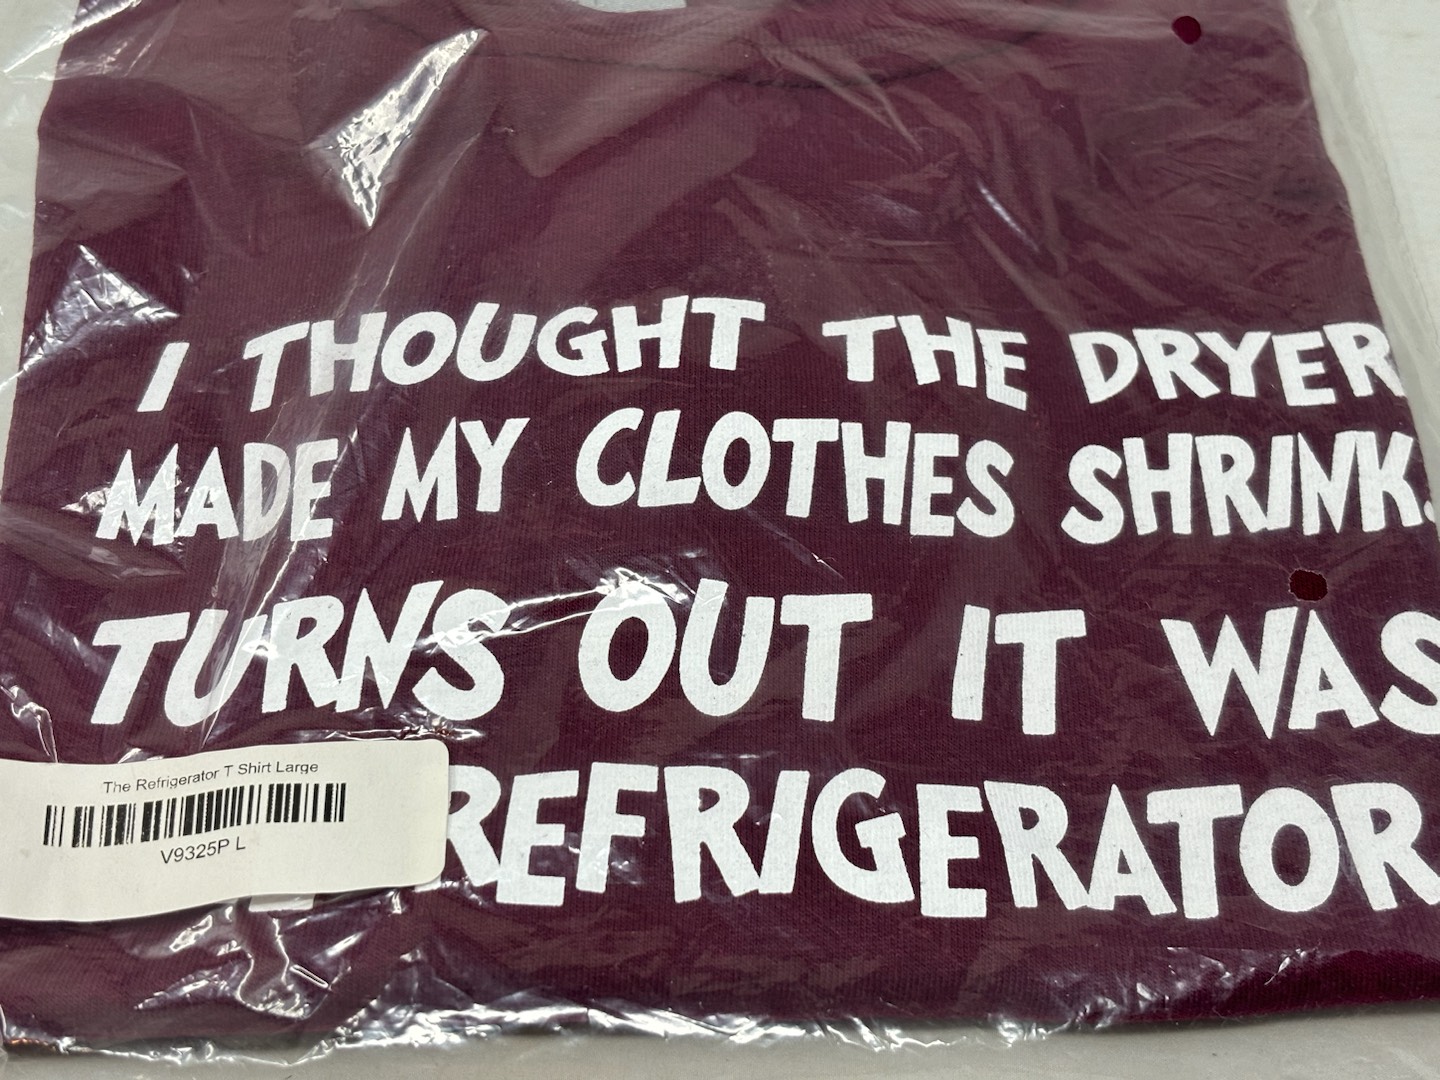 I THOUGHT THE DRYER
MADE MY CLOTHES SHRINK.
TURNS OUT IT WAS
REFRIGERATOR
The Refrigerator T Shirt Large
V9325P L